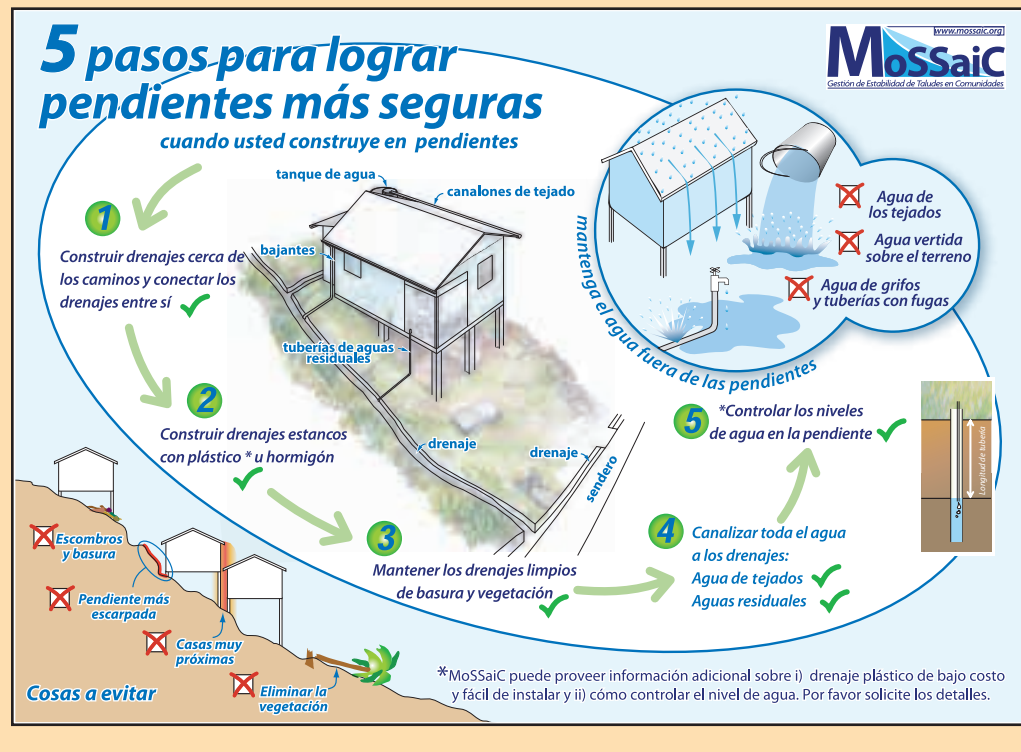 5 pasos para lograr
pendientes más seguras
cuando usted construye en pendientes
www.mossaic.org
MoSSaiC
Gestión de Estabilidad de Taludes en Comunidades
tanque de agua
canalones de tejado
bajantes
tuberías de aguas
residuales
drenaje
drenaje
sendero
1
Construir drenajes cerca de
los caminos y conectar los
drenajes entre sí
2
Construir drenajes estancos
con plástico * u hormigón
3
Mantener los drenajes limpios
de basura y vegetación
4
Canalizar toda el agua
a los drenajes:
Agua de tejados
Aguas residuales
5
*Controlar los niveles
de agua en la pendiente
Longitud de tubería
mantenga el agua fuera de las pendientes
Agua de
los tejados
Agua vertida
sobre el terreno
Agua de grifos
y tuberías con fugas
Escombros
y basura
Pendiente más
escarpada
Casas muy
próximas
Eliminar la
vegetación
Cosas a evitar
*MoSSaiC puede proveer información adicional sobre i) drenaje plástico de bajo costo
y fácil de instalar y ii) cómo controlar el nivel de agua. Por favor solicite los detalles.